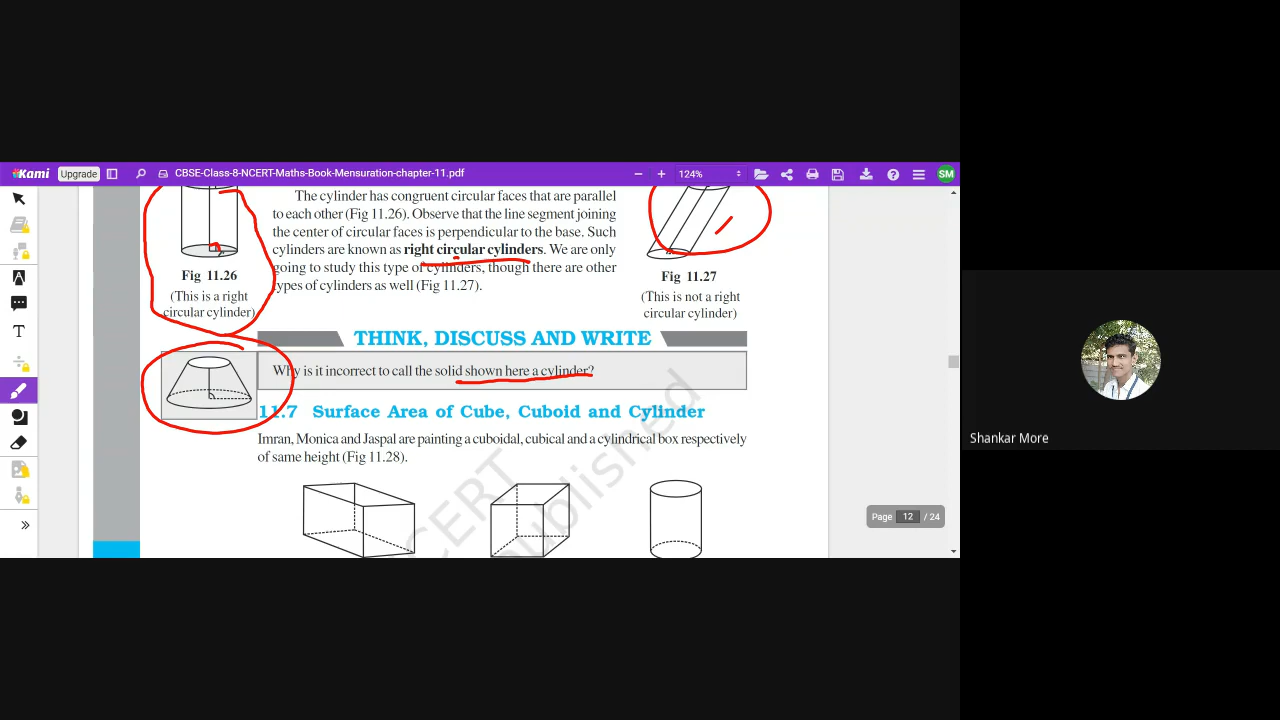 Kami
Upgrade
CBSE-Class-8-NCERT-Maths-Book-Mensuration-chapter-11.pdf
124%
SM
The cylinder has congruent circular faces that are parallel
to each other (Fig 11.26). Observe that the line segment joining
the center of circular faces is perpendicular to the base. Such
cylinders are known as right circular cylinders. We are only
going to study this type of cylinders, though there are other
types of cylinders as well (Fig 11.27).
Fig 11.26
(This is a right
circular cylinder)
Fig 11.27
(This is not a right
circular cylinder)
THINK, DISCUSS AND WRITE
Why is it incorrect to call the solid shown here a cylinder?
11.7 Surface Area of Cube, Cuboid and Cylinder
Imran, Monica and Jaspal are painting a cuboidal, cubical and a cylindrical box respectively
of same height (Fig 11.28).
Page 12 / 24
Shankar More